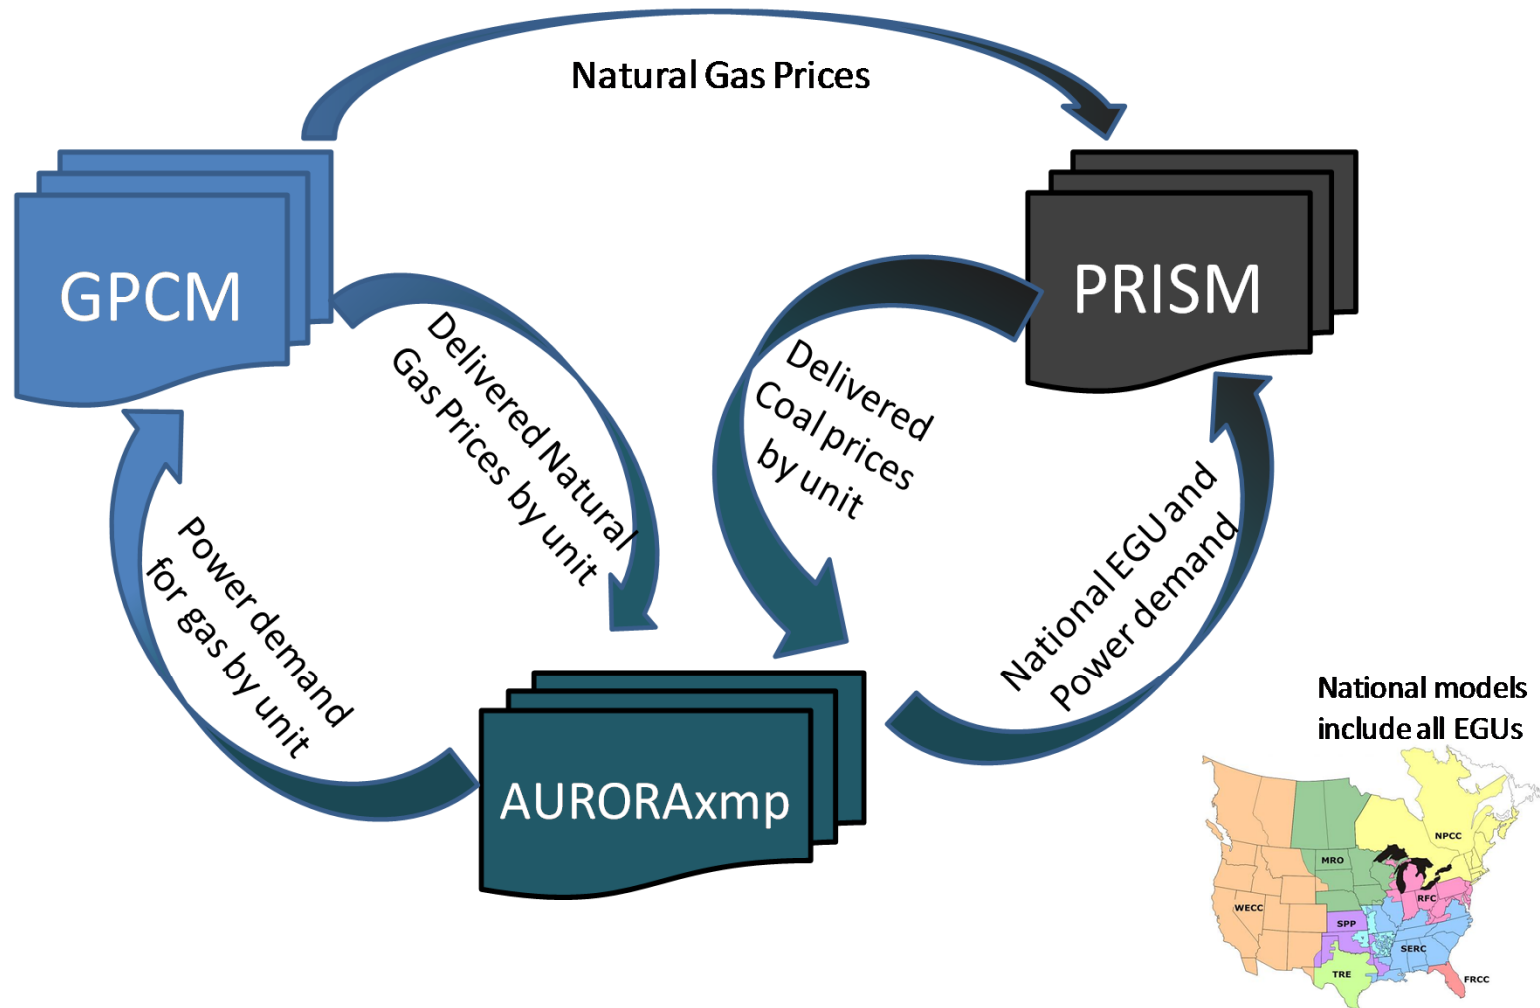 Natural Gas Prices
GPCM
PRISM
Delivered Natural
Gas Prices by unit
Delivered
Coal prices
by unit
Power demand
for gas by unit
National EGU and
Power demand
AURORAxmp
National models
include all EGUs
NPCC
MRO
RFC
WECC
SPP
SERC
TRE
FRCC